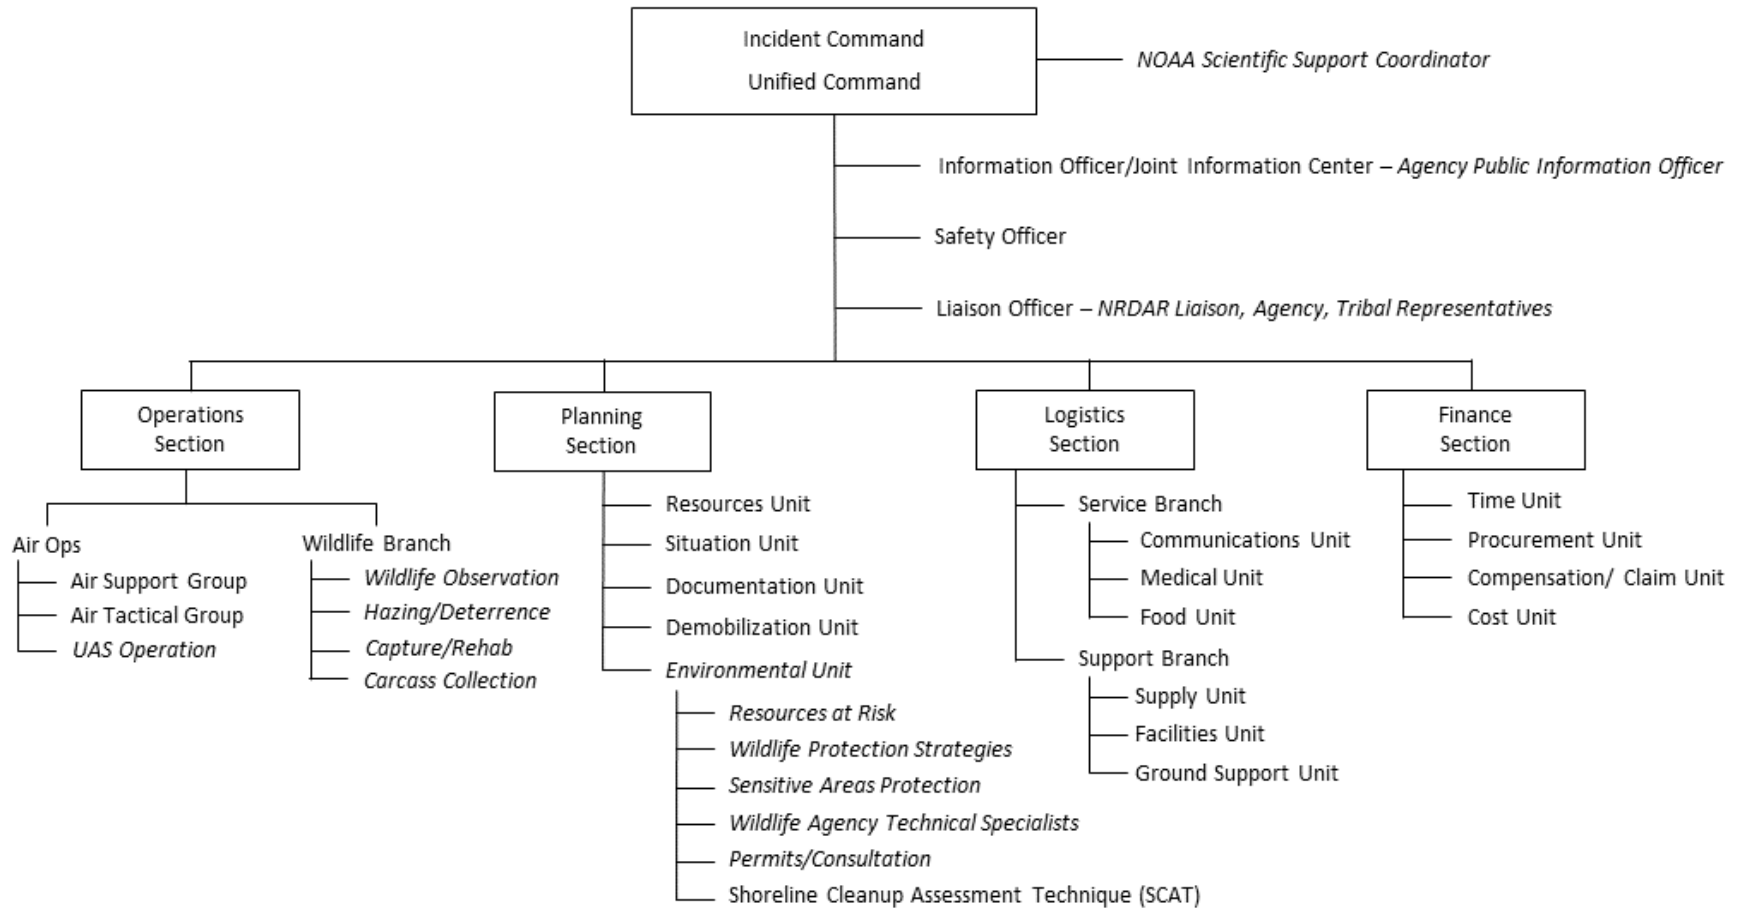 Incident Command
Unified Command
NOAA Scientific Support Coordinator
Information Officer/Joint Information Center – Agency Public Information Officer
Safety Officer
Liaison Officer – NRDAR Liaison, Agency, Tribal Representatives
Operations
Section
Air Ops
Air Support Group
Air Tactical Group
UAS Operation
Wildlife Branch
Wildlife Observation
Hazing/Deterrence
Capture/Rehab
Carcass Collection
Planning
Section
Resources Unit
Situation Unit
Documentation Unit
Demobilization Unit
Environmental Unit
Resources at Risk
Wildlife Protection Strategies
Sensitive Areas Protection
Wildlife Agency Technical Specialists
Permits/Consultation
Shoreline Cleanup Assessment Technique (SCAT)
Logistics
Section
Service Branch
Communications Unit
Medical Unit
Food Unit
Support Branch
Supply Unit
Facilities Unit
Ground Support Unit
Finance
Section
Time Unit
Procurement Unit
Compensation/ Claim Unit
Cost Unit